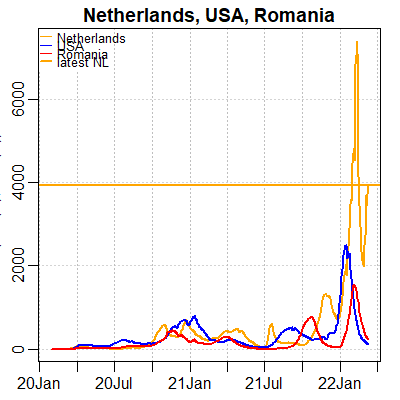 Netherlands, USA, Romania
Netherlands
USA
Romania
latest NL
6000
4000
2000
0
20Jan 20Jul 21Jan 21Jul 22Jan